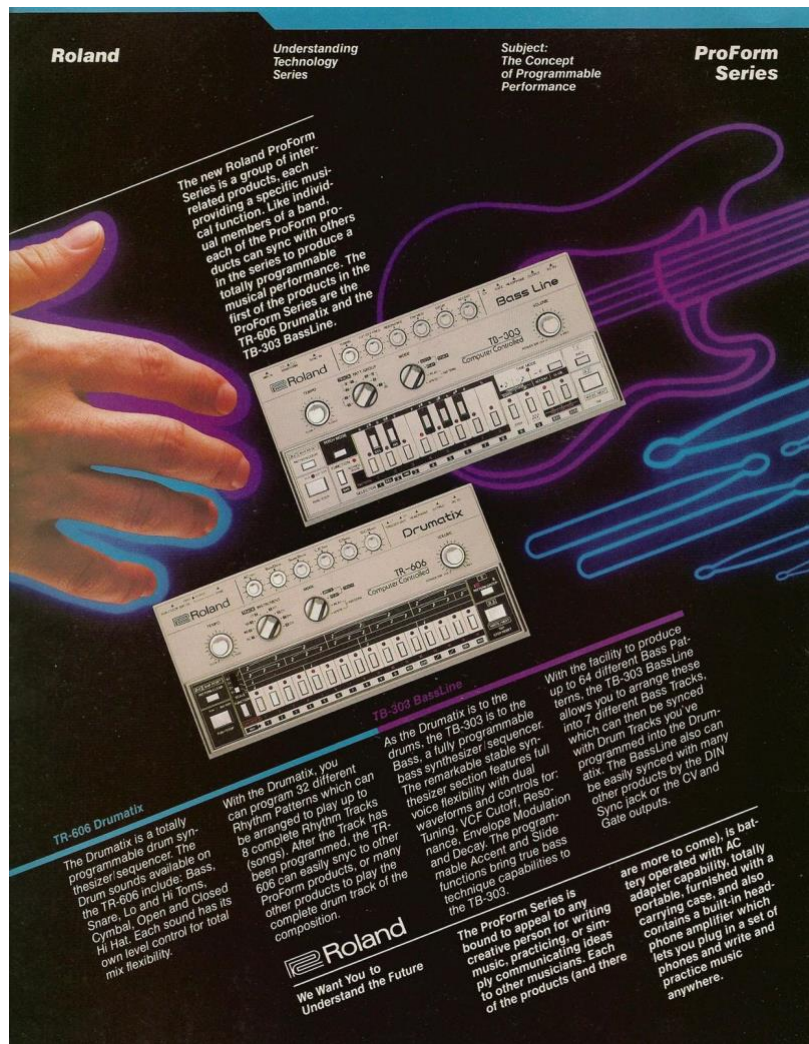 Roland
Understanding
Technology
Series
Subject:
The Concept
of Programmable
Performance
ProForm
Series
The new Roland ProForm
Series is a group of inter-
related products, each
providing a specific musi-
cal function. Like individ-
ual members of a band,
each of the ProForm pro-
ducts can sync with others
in the series to produce a
totally programmable
musical performance. The
first of the products in the
ProForm Series are the
TR-606 Drumatix and the
TB-303 BassLine.
Bass Line
TB-303
Computer Controlled
Roland
VOLUME
TEMPO
MODE
Drumatix
TR-606
Computer Controlled
Roland
VOLUME
TEMPO
MODE
TR-606 Drumatix
The Drumatix is a totally
programmable drum syn-
thesizer/sequencer. The
Drum sounds available on
the TR-606 include: Bass,
Snare, Lo and Hi Toms,
Cymbal, Open and Closed
Hi Hat. Each sound has its
own level control for total
mix flexibility.
With the Drumatix, you
can program 32 different
Rhythm Patterns which can
be arranged to play up to
8 complete Rhythm Tracks
(songs). After the Track has
been programmed, the TR-
606 can easily snyc to other
ProForm products, or many
other products to play the
complete drum track of the
composition.
TB-303 BassLine
As the Drumatix is to the
drums, the TB-303 is to the
Bass, a fully programmable
bass synthesizer/sequencer.
The remarkable stable syn-
thesizer section features full
voice flexibility with dual
waveforms and controls for:
Tuning, VCF Cutoff, Reso-
nance, Envelope Modulation
and Decay. The program-
mable Accent and Slide
functions bring true bass
technique capabilities to
the TB-303.
With the facility to produce
up to 64 different Bass Pat-
terns, the TB-303 BassLine
allows you to arrange these
into 7 different Bass Tracks,
which can then be synced
with Drum Tracks you've
programmed into the Drum-
atix. The BassLine also can
be easily synced with many
other products by the DIN
Sync jack or the CV and
Gate outputs.
Roland
We Want You to
Understand the Future
The ProForm Series is
bound to appeal to any
creative person for writing
music, practicing, or sim-
ply communicating ideas
to other musicians. Each
of the products (and there
are more to come), is bat-
tery operated with AC
adapter capability, totally
portable, furnished with a
carrying case, and also
contains a built-in head-
phone amplifier which
lets you plug in a set of
phones and write and
practice music
anywhere.